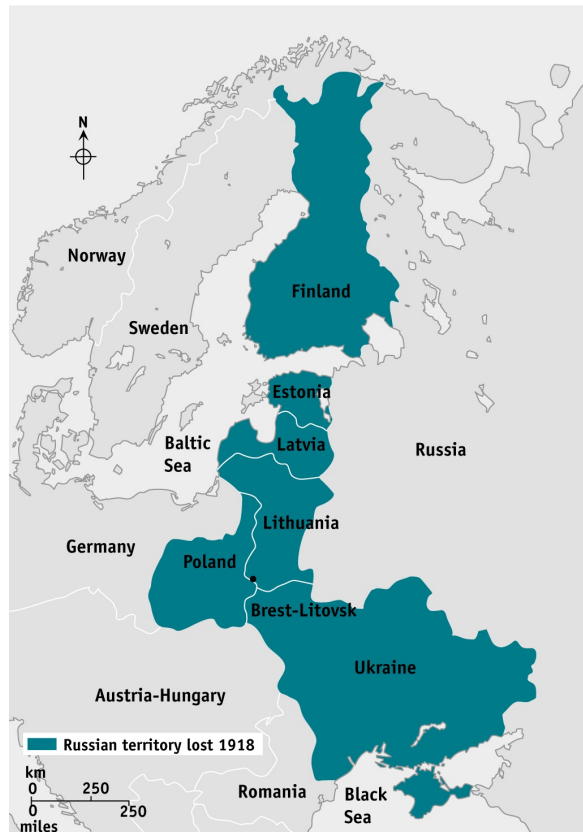 N
Norway
Finland
Sweden
Estonia
Baltic
Sea
Latvia
Russia
Lithuania
Germany
Poland
Brest-Litovsk
Ukraine
Austria-Hungary
Russian territory lost 1918
km
0 250
0 250
miles
Romania
Black
Sea